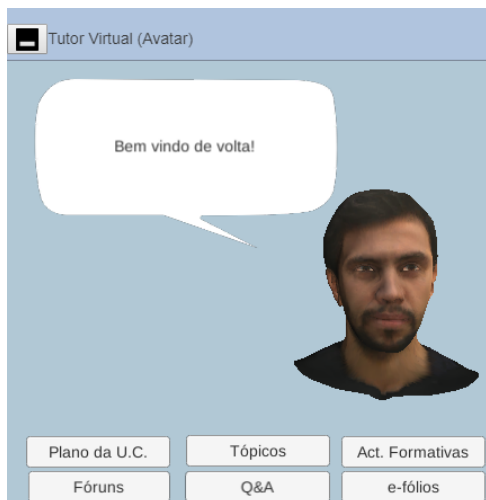 Tutor Virtual (Avatar)
Bem vindo de volta!
Plano da U.C.
Tópicos
Act. Formativas
Fóruns
Q&A
e-fólios